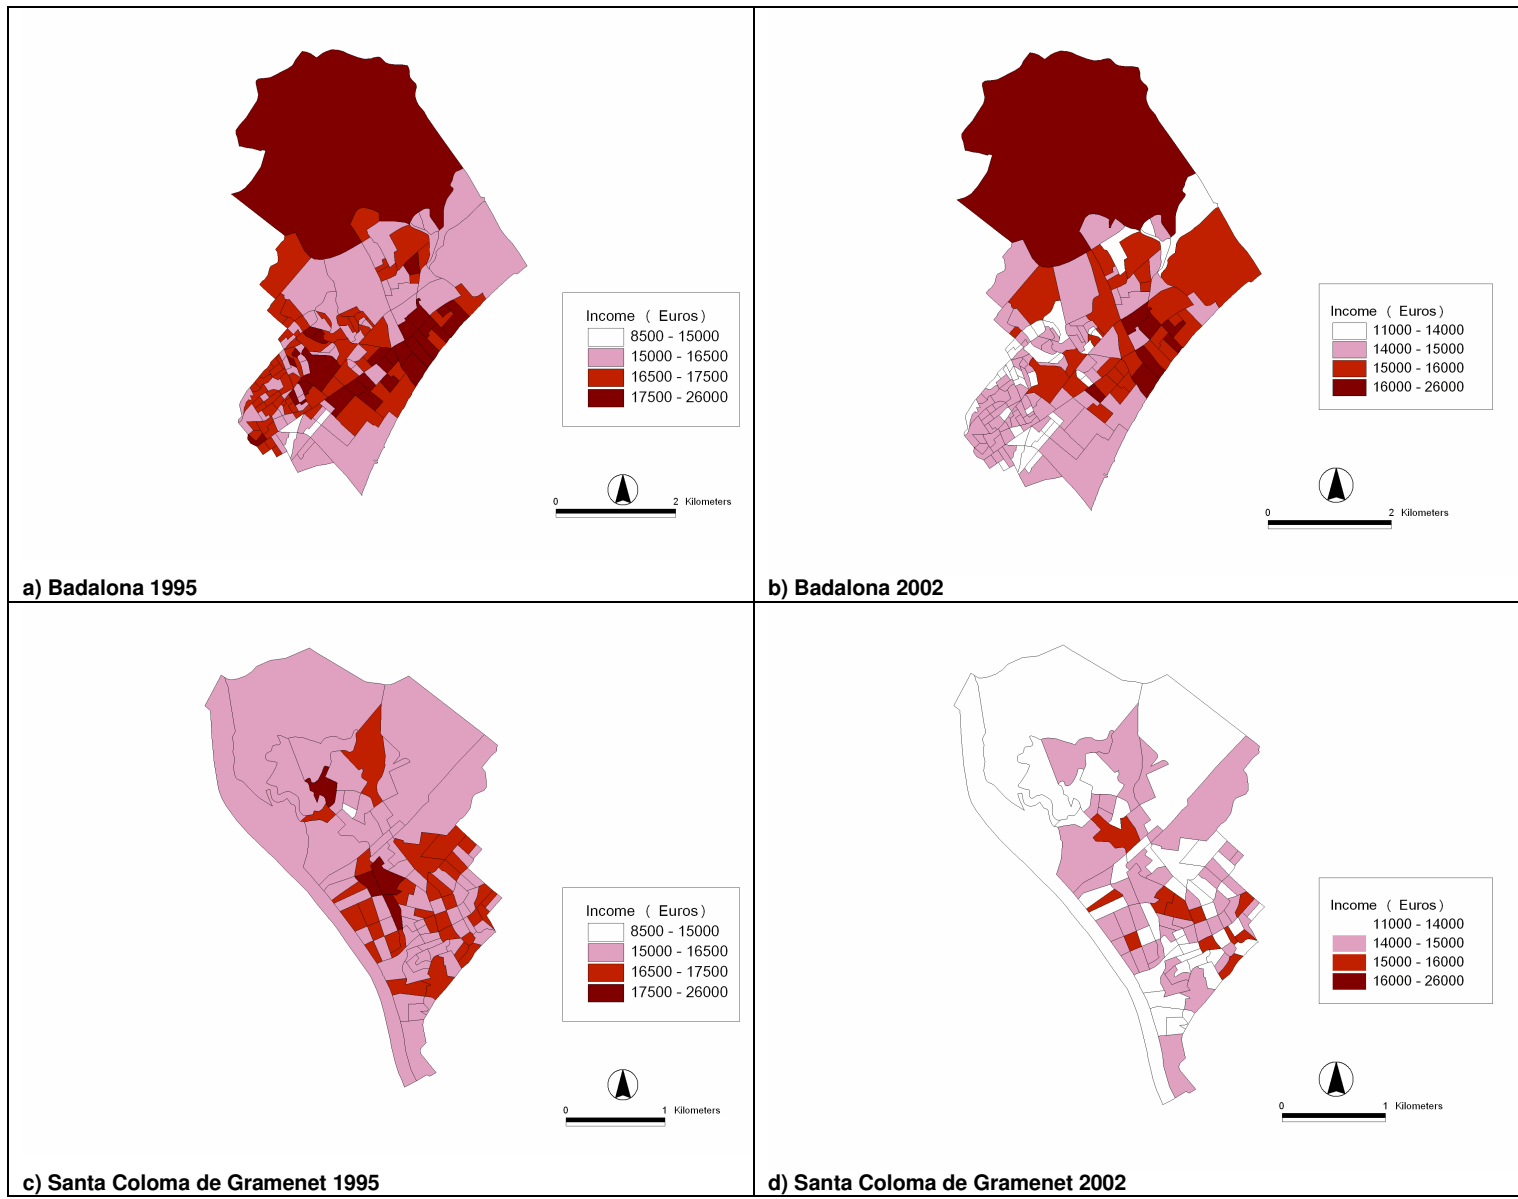 Income ( Euros)
8500 - 15000
15000 - 16500
16500 - 17500
17500 - 26000
0 2 Kilometers
a) Badalona 1995
Income ( Euros)
11000 - 14000
14000 - 15000
15000 - 16000
16000 - 26000
0 2 Kilometers
b) Badalona 2002
Income ( Euros)
8500 - 15000
15000 - 16500
16500 - 17500
17500 - 26000
0 1 Kilometers
c) Santa Coloma de Gramenet 1995
Income ( Euros)
11000 - 14000
14000 - 15000
15000 - 16000
16000 - 26000
0 1 Kilometers
d) Santa Coloma de Gramenet 2002